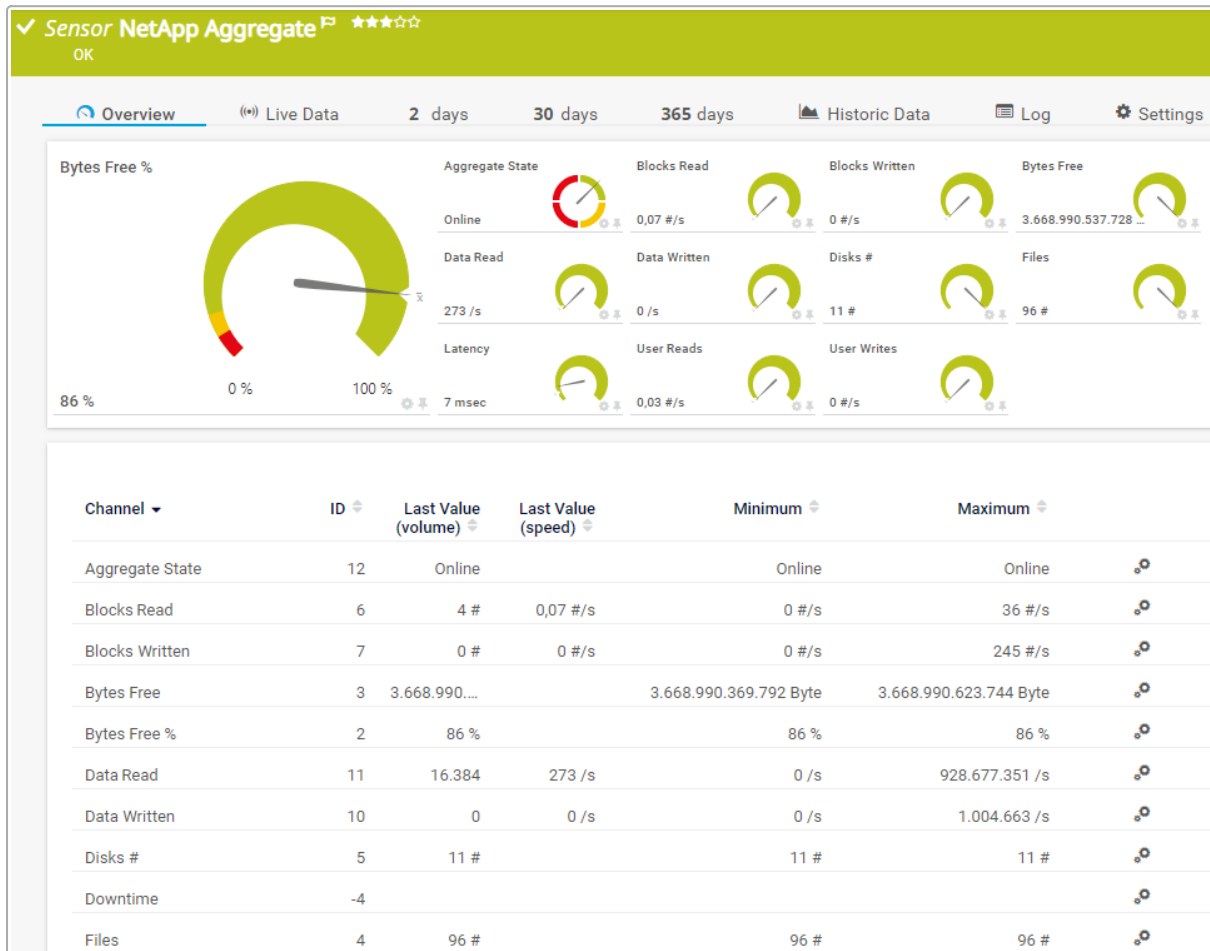 Sensor NetApp Aggregate
OK
Overview Live Data 2 days 30 days 365 days Historic Data Log Settings
Bytes Free %
0 % 100 %
86 %
Aggregate State
Online
Blocks Read
0,07 #/s
Blocks Written
0 #/s
Bytes Free
3.668.990.537.728 ...
Data Read
273 /s
Data Written
0 /s
Disks #
11 #
Files
96 #
Latency
7 msec
User Reads
0,03 #/s
User Writes
0 #/s
Channel ID Last Value (volume) Last Value (speed) Minimum Maximum
Aggregate State 12 Online Online Online
Blocks Read 6 4 # 0,07 #/s 0 #/s 36 #/s
Blocks Written 7 0 # 0 #/s 0 #/s 245 #/s
Bytes Free 3 3.668.990.... 3.668.990.369.792 Byte 3.668.990.623.744 Byte
Bytes Free % 2 86 % 86 % 86 %
Data Read 11 16.384 273 /s 0 /s 928.677.351 /s
Data Written 10 0 0 /s 0 /s 1.004.663 /s
Disks # 5 11 # 11 # 11 #
Downtime -4
Files 4 96 # 96 # 96 #